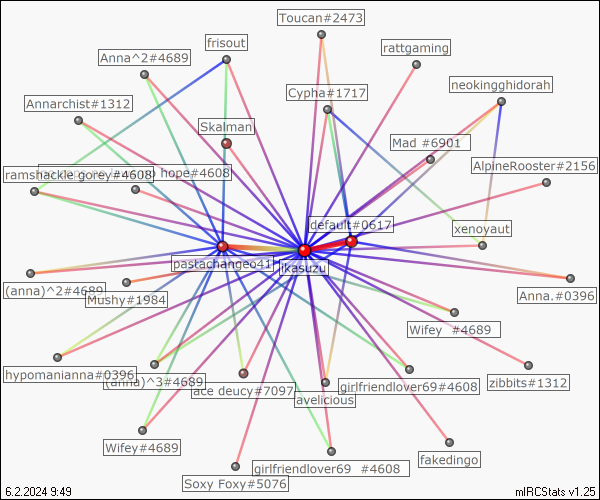 Toucan#2473
frisout
rattgaming
Anna^2#4689
neokingghidorah
Cypha#1717
Annarchist#1312
Skalman
Mad #6901
AlpineRooster#2156
ramshackle gorey#4608
hope#4608
default#0617
xenoyaut
pastachangeo41
ikasuzu
(anna)^2#4689
Mushy#1984
Anna.#0396
Wifey #4689
hypomanianna#0396
(anna)^3#4689
ace deucy#7097
avelicious
girlfriendlover69#4608
zibbits#1312
Wifey#4689
Soxy Foxy#5076
girlfriendlover69 #4608
fakedingo
6.2.2024 9:49
mIRCStats v1.25